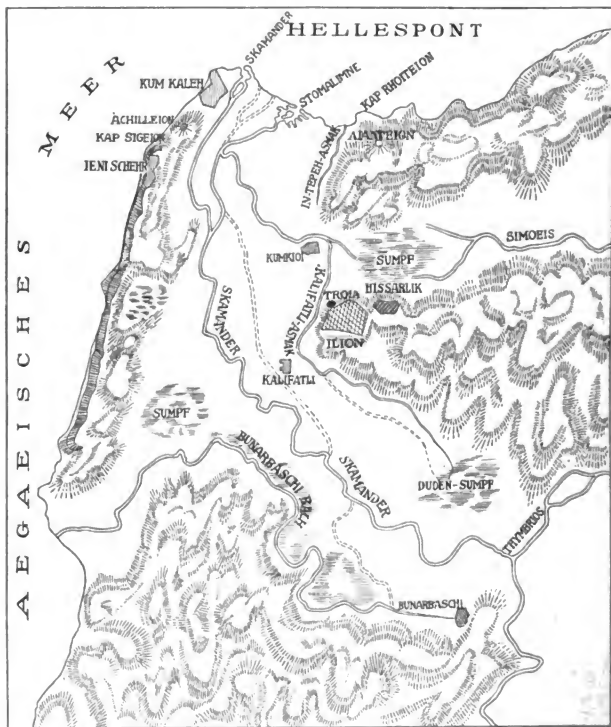 HELLESPONT
SKAMANDER
MEER
KUM KALEH
STOMALIMNE
KAP RHOITEION
ACHILLEION
KAP SIGEION
AIANTEION
IN-TEPEH-ASMAK
JENI SCHEHR
SIMOEIS
KUMKIOI
SUMPF
HISSARLIK
TROIA
KALIFATLI-ASMAK
SKAMANDER
ILION
KALIFATLI
SUMPF
AEGAEISCHES
BUNARBASCHI BACH
SKAMANDER
DUDEN-SUMPF
THYMBRIOS
BUNARBASCHI